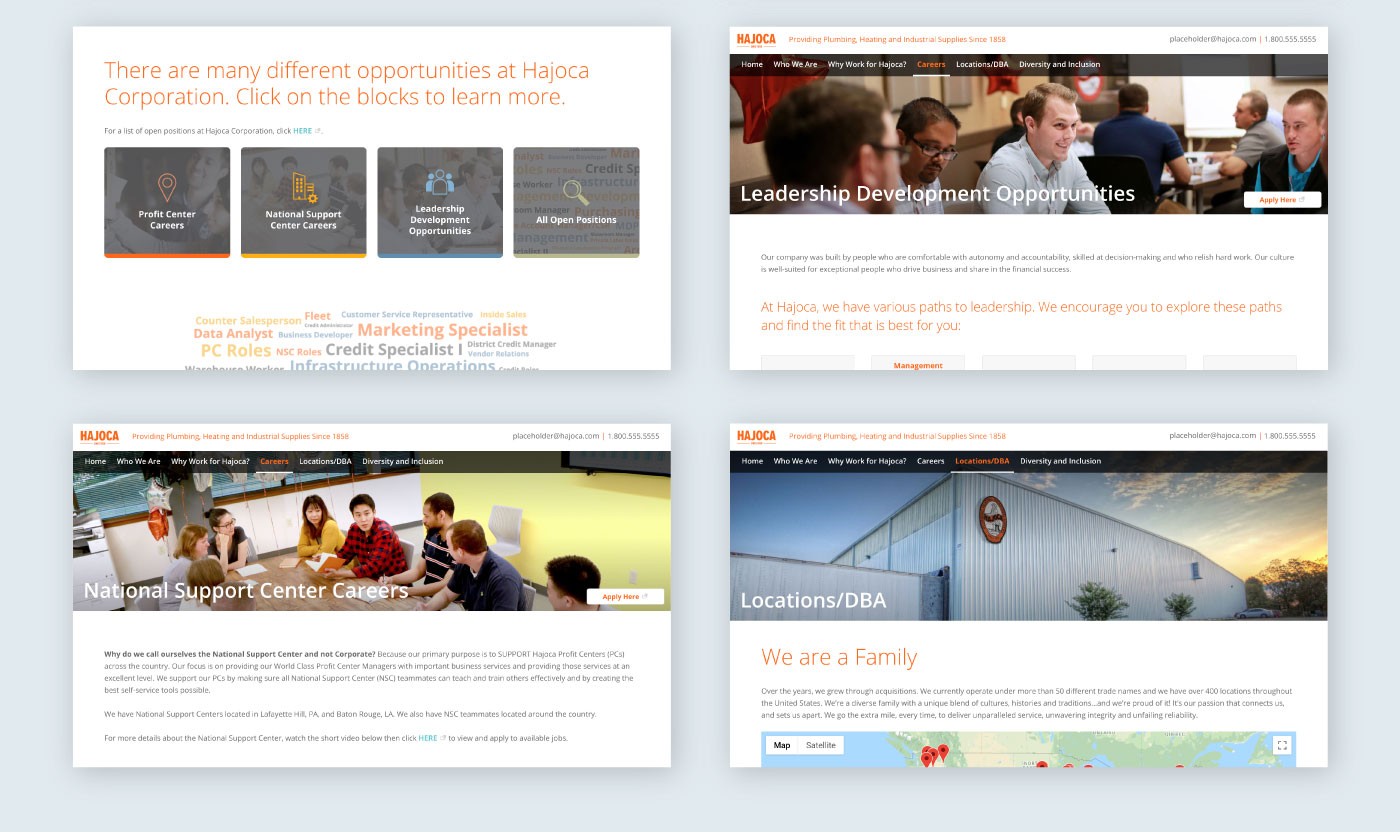 There are many different opportunities at Hajoca
Corporation. Click on the blocks to learn more.
For a list of open positions at Hajoca Corporation, click HERE.
Profit Center
Careers
National Support
Center Careers
Leadership
Development
Opportunities
All Open Positions
Counter Salesperson Fleet Customer Service Representative Inside Sales
Credit Administrator
Data Analyst Business Developer Marketing Specialist
PC Roles NSC Roles Credit Specialist I District Credit Manager
Vendor Relations
Warehouse Worker Infrastructure Operations Credit Roles
HAJOCA
Providing Plumbing, Heating and Industrial Supplies Since 1858
placeholder@hajoca.com | 1.800.555.5555
Home Who We Are Why Work for Hajoca? Careers Locations/DBA Diversity and Inclusion
Leadership Development Opportunities
Apply Here
Our company was built by people who are comfortable with autonomy and accountability, skilled at decision-making and who relish hard work. Our culture
is well-suited for exceptional people who drive business and share in the financial success.
At Hajoca, we have various paths to leadership. We encourage you to explore these paths
and find the fit that is best for you:
Management
HAJOCA
Providing Plumbing, Heating and Industrial Supplies Since 1858
placeholder@hajoca.com | 1.800.555.5555
Home Who We Are Why Work for Hajoca? Careers Locations/DBA Diversity and Inclusion
National Support Center Careers
Apply Here
Why do we call ourselves the National Support Center and not Corporate? Because our primary purpose is to SUPPORT Hajoca Profit Centers (PCs)
across the country. Our focus is on providing our World Class Profit Center Managers with important business services and providing those services at an
excellent level. We support our PCs by making sure all National Support Center (NSC) teammates can teach and train others effectively and by creating the
best self-service tools possible.
We have National Support Centers located in Lafayette Hill, PA, and Baton Rouge, LA. We also have NSC teammates located around the country.
For more details about the National Support Center, watch the short video below then click HERE to view and apply to available jobs.
HAJOCA
Providing Plumbing, Heating and Industrial Supplies Since 1858
placeholder@hajoca.com | 1.800.555.5555
Home Who We Are Why Work for Hajoca? Careers Locations/DBA Diversity and Inclusion
Locations/DBA
We are a Family
Over the years, we grew through acquisitions. We currently operate under more than 50 different trade names and we have over 400 locations throughout
the United States. We're a diverse family with a unique blend of cultures, histories and traditions...and we're proud of it! It's our passion that connects us,
and sets us apart. We go the extra mile, every time, to deliver unparalleled service, unwavering integrity and unfailing reliability.
Map Satellite